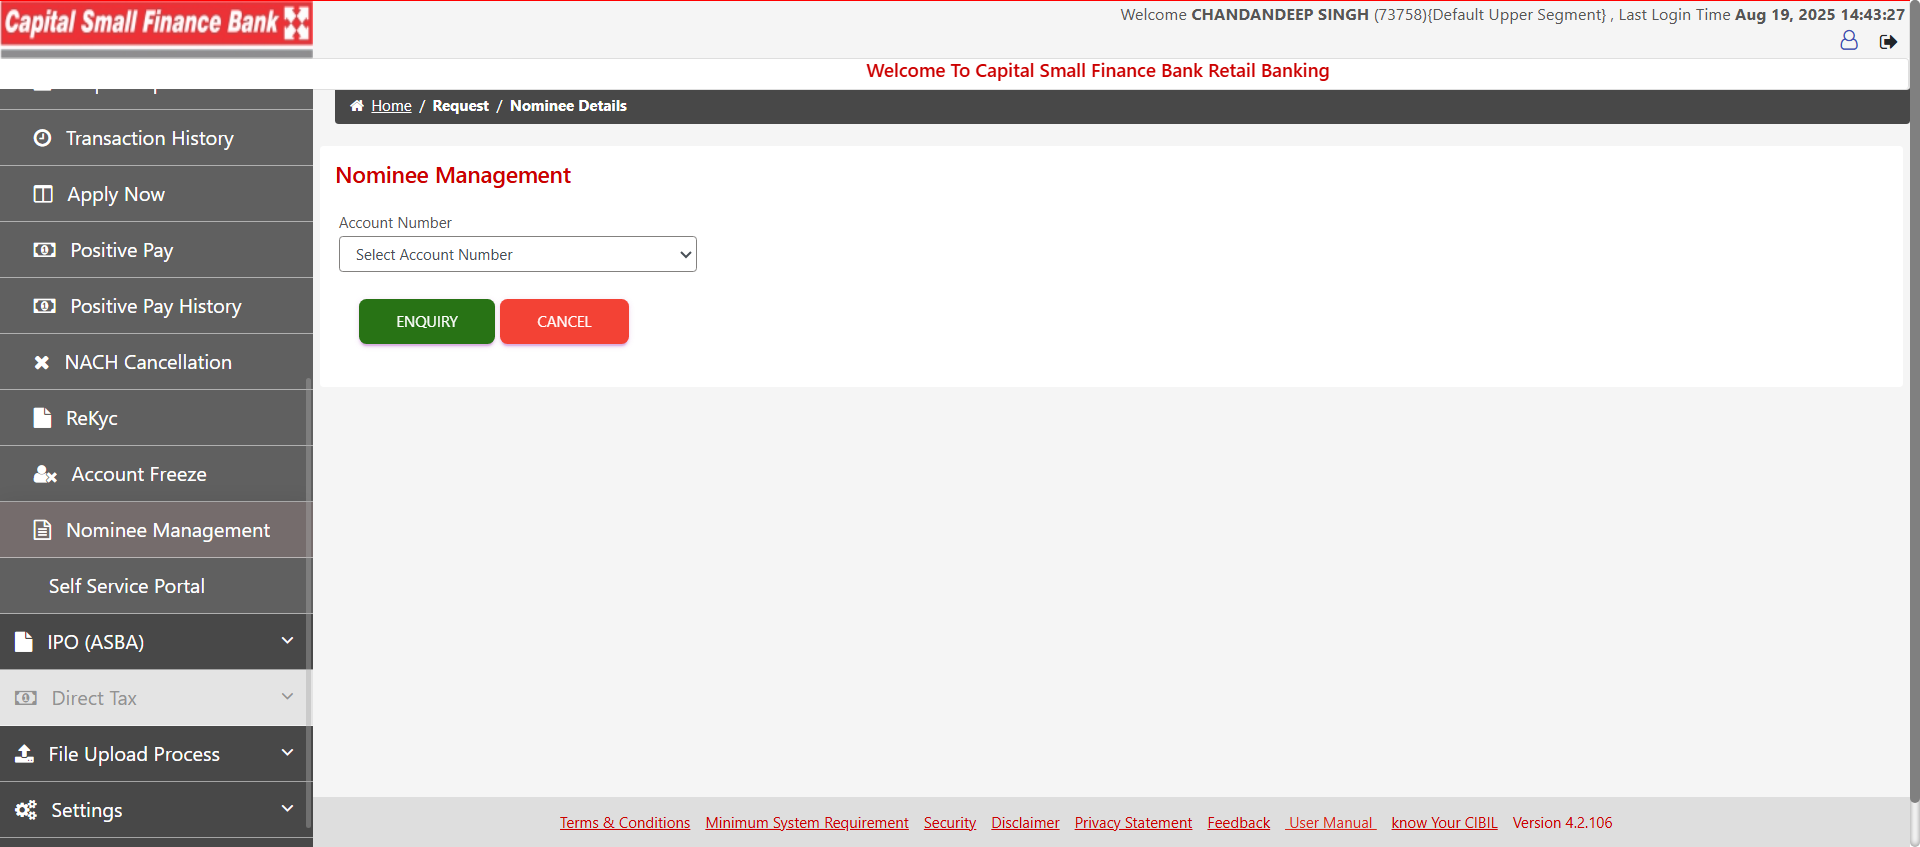 Capital Small Finance Bank
Welcome CHANDANDEEP SINGH (73758){Default Upper Segment} , Last Login Time Aug 19, 2025 14:43:27
Welcome To Capital Small Finance Bank Retail Banking
Home / Request / Nominee Details
Transaction History
Apply Now
Positive Pay
Positive Pay History
NACH Cancellation
ReKyc
Account Freeze
Nominee Management
Self Service Portal
IPO (ASBA)
Direct Tax
File Upload Process
Settings
Nominee Management
Account Number
Select Account Number
ENQUIRY CANCEL
Terms & Conditions Minimum System Requirement Security Disclaimer Privacy Statement Feedback User Manual know Your CIBIL Version 4.2.106